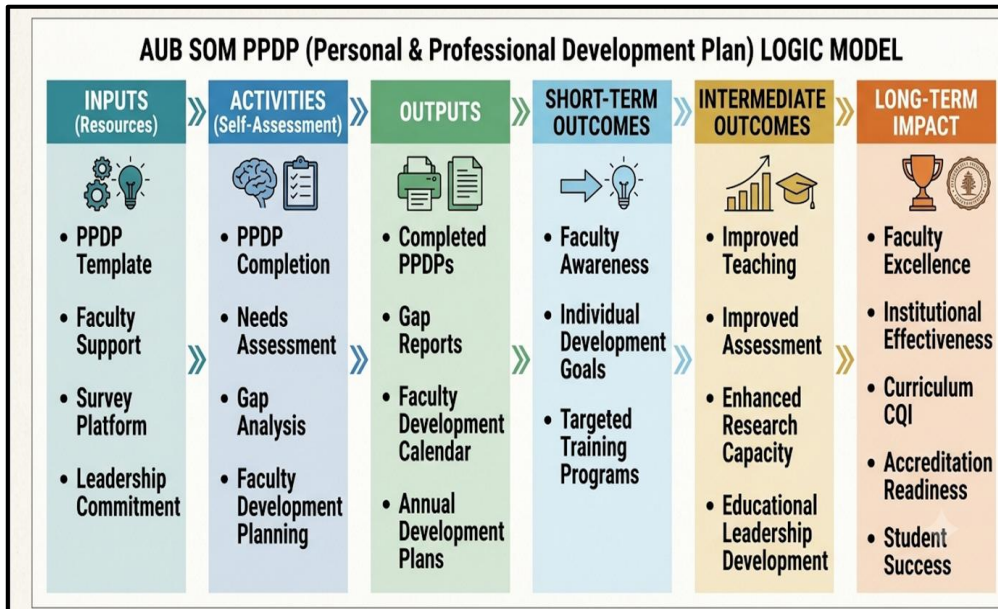 AUB SOM PPDP (Personal & Professional Development Plan) LOGIC MODEL
INPUTS
(Resources)
• PPDP
Template
• Faculty
Support
• Survey
Platform
• Leadership
Commitment
ACTIVITIES
(Self-Assessment)
• PPDP
Completion
• Needs
Assessment
• Gap
Analysis
• Faculty
Development
Planning
OUTPUTS
• Completed
PPDPs
• Gap
Reports
• Faculty
Development
Calendar
• Annual
Development
Plans
SHORT-TERM
OUTCOMES
• Faculty
Awareness
• Individual
Development
Goals
• Targeted
Training
Programs
INTERMEDIATE
OUTCOMES
• Improved
Teaching
• Improved
Assessment
• Enhanced
Research
Capacity
• Educational
Leadership
Development
LONG-TERM
IMPACT
• Faculty
Excellence
• Institutional
Effectiveness
• Curriculum
CQI
• Accreditation
Readiness
• Student
Success